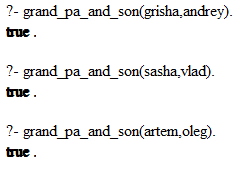 ?- grand_pa_and_son(grisha,andrey).
true .
?- grand_pa_and_son(sasha,vlad).
true .
?- grand_pa_and_son(artem,oleg).
true .